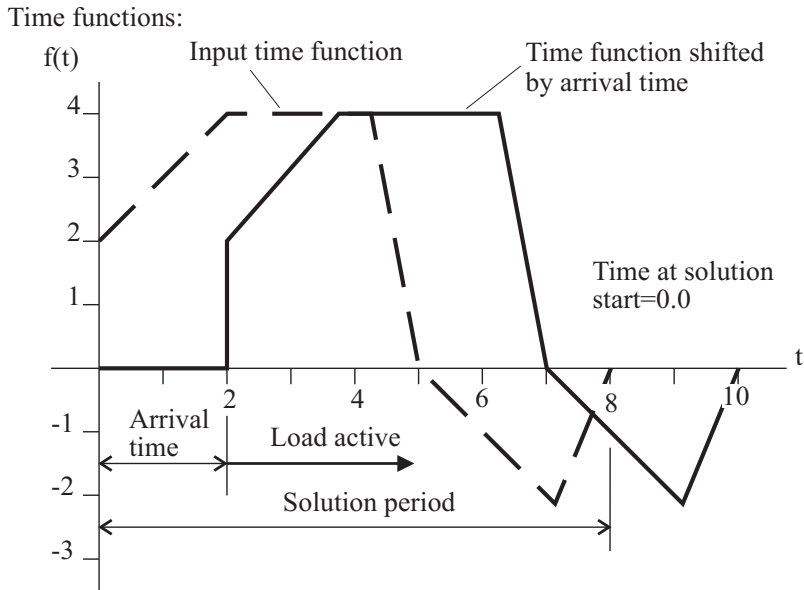 Time functions:
f(t)
Input time function
Time function shifted
by arrival time
4
3
2
1
Time at solution
start=0.0
t
2
4
6
8
10
-1
Arrival
time
Load active
-2
Solution period
-3